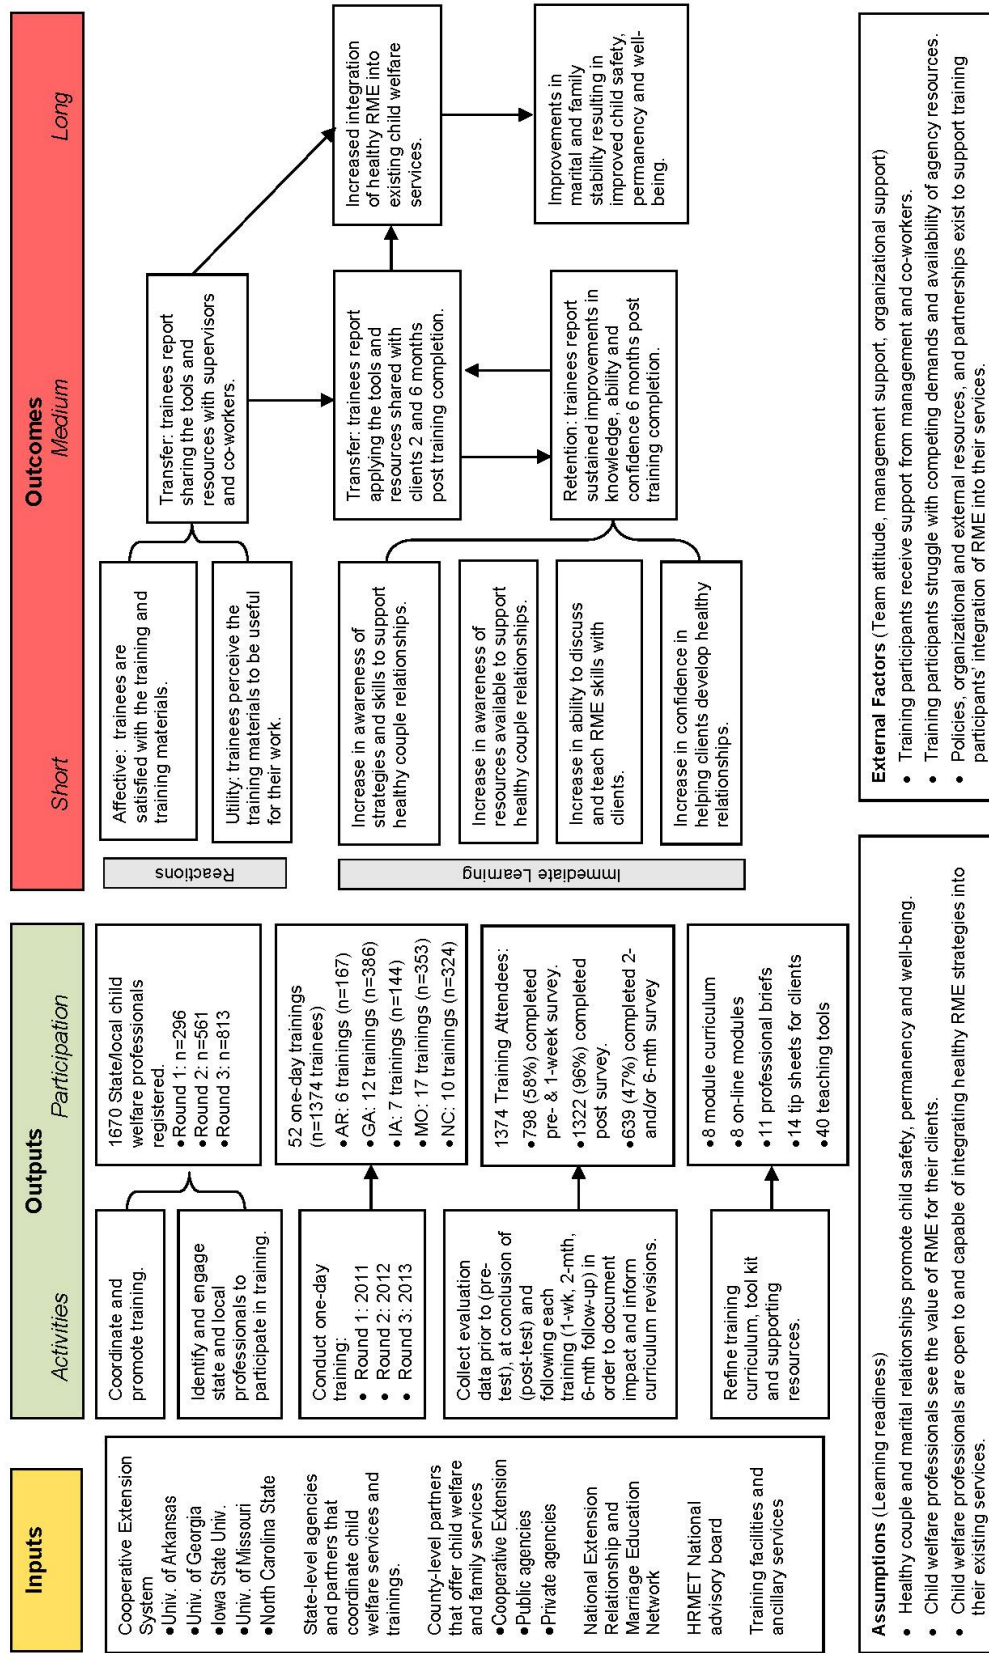 Inputs
Cooperative Extension
System
●Univ. of Arkansas
●Univ. of Georgia
●Iowa State Univ.
●Univ. of Missouri
●North Carolina State
State-level agencies
and partners that
coordinate child
welfare services and
trainings.
County-level partners
that offer child welfare
and family services
●Cooperative Extension
●Public agencies
●Private agencies
National Extension
Relationship and
Marriage Education
Network
HRMET National
advisory board
Training facilities and
ancillary services
Outputs
Activities
Participation
Coordinate and
promote training.
Identify and engage
state and local
professionals to
participate in training.
Conduct one-day
training:
● Round 1: 2011
● Round 2: 2012
● Round 3: 2013
Collect evaluation
data prior to (pre-
test), at conclusion of
(post-test) and
following each
training (1-wk, 2-mth,
6-mth follow-up) in
order to document
impact and inform
curriculum revisions.
Refine training
curriculum, tool kit
and supporting
resources.
1670 State/local child
welfare professionals
registered.
●Round 1: n=296
●Round 2: n=561
●Round 3: n=813
52 one-day trainings
(n=1374 trainees)
●AR: 6 trainings (n=167)
●GA: 12 trainings (n=386)
●IA: 7 trainings (n=144)
●MO: 17 trainings (n=353)
●NC: 10 trainings (n=324)
1374 Training Attendees:
●798 (58%) completed
pre- & 1-week survey.
●1322 (96%) completed
post survey.
●639 (47%) completed 2-
and/or 6-mth survey
●8 module curriculum
●8 on-line modules
●11 professional briefs
●14 tip sheets for clients
●40 teaching tools
Outcomes
Short
Medium
Long
Reactions
Affective: trainees are
satisfied with the training and
training materials.
Utility: trainees perceive the
training materials to be useful
for their work.
Immediate Learning
Increase in awareness of
strategies and skills to support
healthy couple relationships.
Increase in awareness of
resources available to support
healthy couple relationships.
Increase in ability to discuss
and teach RME skills with
clients.
Increase in confidence in
helping clients develop healthy
relationships.
Transfer: trainees report
sharing the tools and
resources with supervisors
and co-workers.
Transfer: trainees report
applying the tools and
resources shared with
clients 2 and 6 months
post training completion.
Retention: trainees report
sustained improvements in
knowledge, ability and
confidence 6 months post
training completion.
Increased integration
of healthy RME into
existing child welfare
services.
Improvements in
marital and family
stability resulting in
improved child safety,
permanency and well-
being.
Assumptions (Learning readiness)
● Healthy couple and marital relationships promote child safety, permanency and well-being.
● Child welfare professionals see the value of RME for their clients.
● Child welfare professionals are open to and capable of integrating healthy RME strategies into
their existing services.
External Factors (Team attitude, management support, organizational support)
● Training participants receive support from management and co-workers.
● Training participants struggle with competing demands and availability of agency resources.
● Policies, organizational and external resources, and partnerships exist to support training
participants' integration of RME into their services.